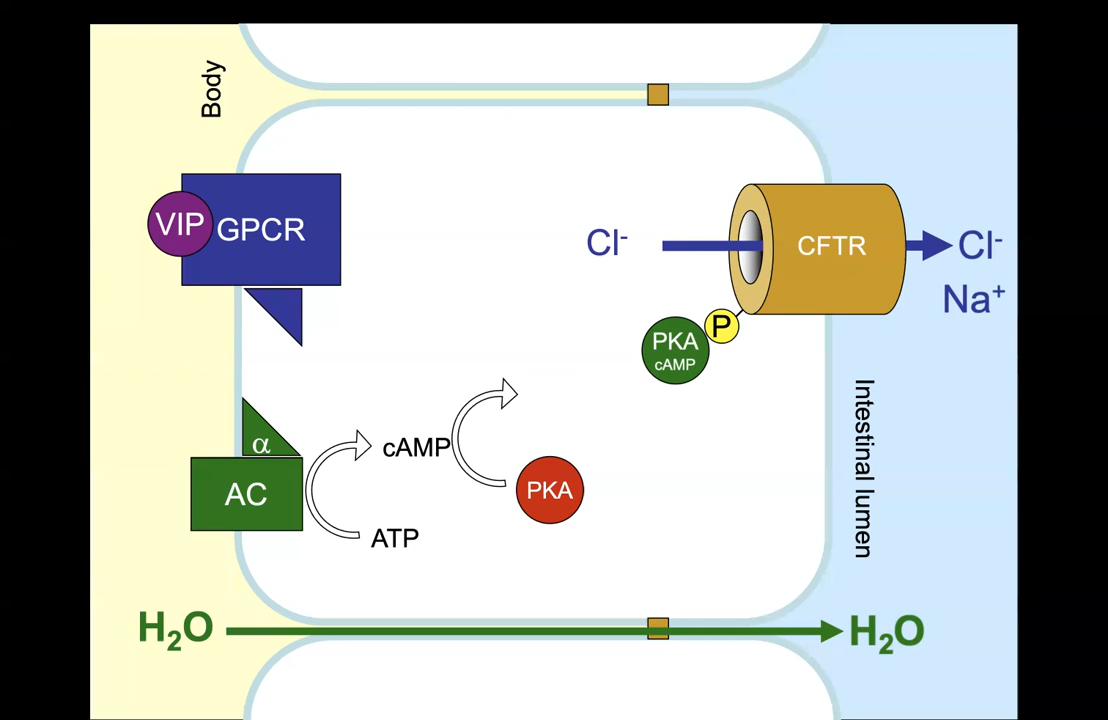 Body
VIP
GPCR
Cl⁻
CFTR
Cl⁻
Na⁺
P
PKA
cAMP
α
AC
cAMP
PKA
ATP
Intestinal lumen
H₂O
H₂O